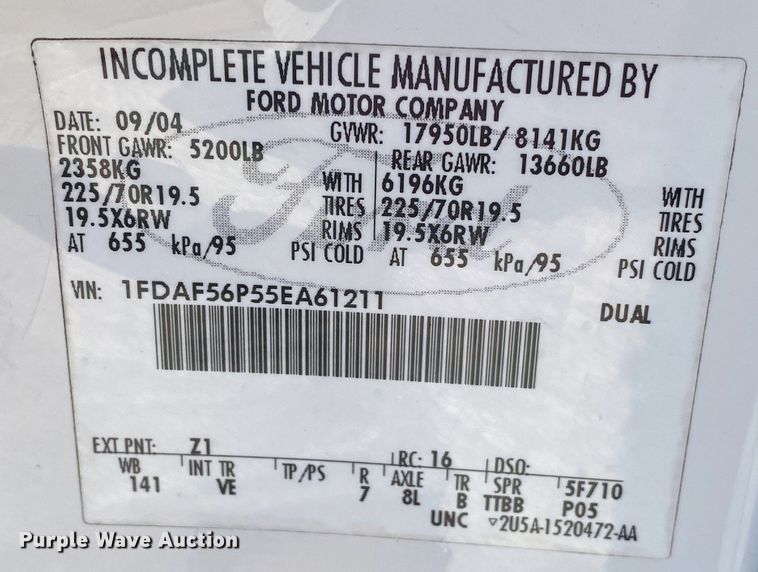 INCOMPLETE VEHICLE MANUFACTURED BY
FORD MOTOR COMPANY
DATE: 09/04 GVWR: 17950LB/ 8141KG
FRONT GAWR: 5200LB REAR GAWR: 13660LB
2358KG WITH 6196KG WITH
225/70R19.5 TIRES 225/70R19.5 TIRES
19.5X6RW RIMS 19.5X6RW RIMS
AT 655 kPa/95 PSI COLD AT 655 kPa/95 PSI COLD
VIN: 1FDAF56P55EA61211 DUAL
EXT PNT: Z1 RC: 16 DSO:
WB INT TR TP/PS R AXLE TR SPR 5F710
141 VE 7 8L B TTBB P05
UNC ▽2U5A-1520472-AA
Ford
Purple Wave Auction